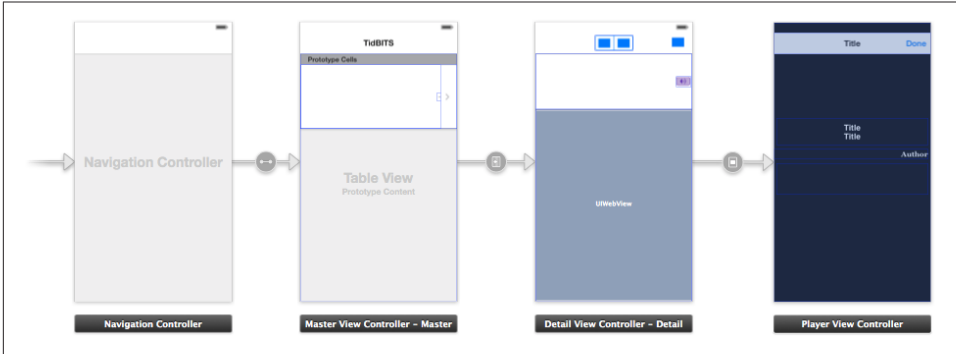 Navigation Controller
Navigation Controller
TidBITS
Prototype Cells
Table View
Prototype Content
Master View Controller – Master
UIWebView
Detail View Controller – Detail
Title
Done
Title
Title
Author
Player View Controller